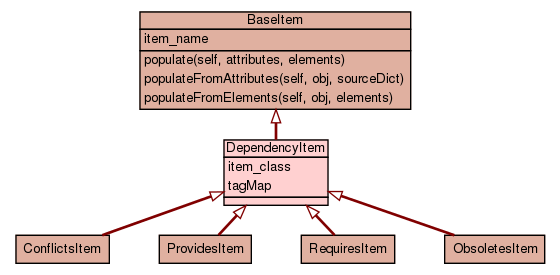 BaseItem
item_name
populate(self, attributes, elements)
populateFromAttributes(self, obj, sourceDict)
populateFromElements(self, obj, elements)
DependencyItem
item_class
tagMap
ConflictsItem
ProvidesItem
RequiresItem
ObsoletesItem